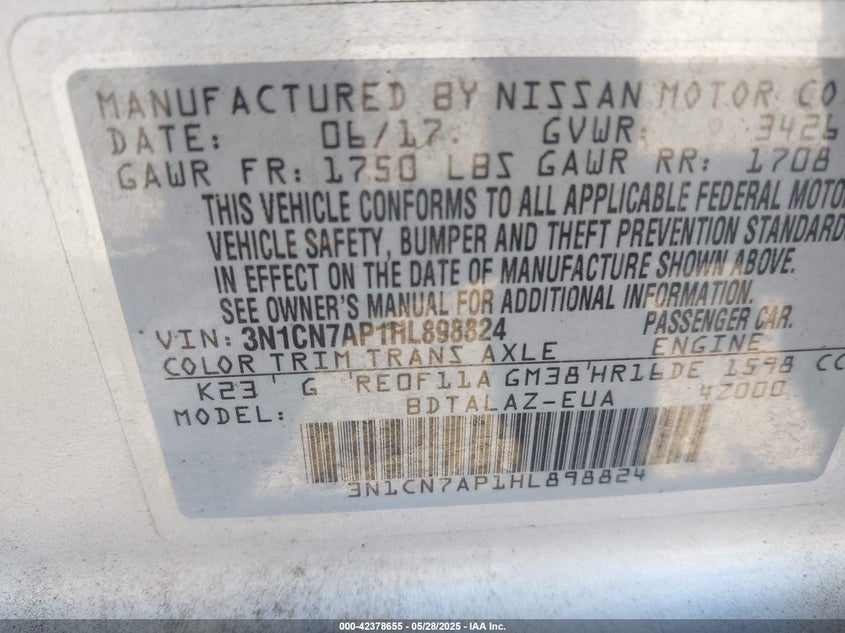 MANUFACTURED BY NISSAN MOTOR CO
DATE: 06/17. GVWR: 3426
GAWR FR: 1750 LBS GAWR RR: 1708
THIS VEHICLE CONFORMS TO ALL APPLICABLE FEDERAL MOTO
VEHICLE SAFETY, BUMPER AND THEFT PREVENTION STANDARD
IN EFFECT ON THE DATE OF MANUFACTURE SHOWN ABOVE.
SEE OWNER'S MANUAL FOR ADDITIONAL INFORMATION.
VIN: 3N1CN7AP1HL898824 PASSENGER CAR.
COLOR TRIM TRANS AXLE ENGINE
K23 G RE0F11A GM38 HR16DE 1598 CC
MODEL: BDTALAZ-EUA 4Z000
3N1CN7AP1HL898824
000-42378655 — 05/28/2025 — IAA Inc.